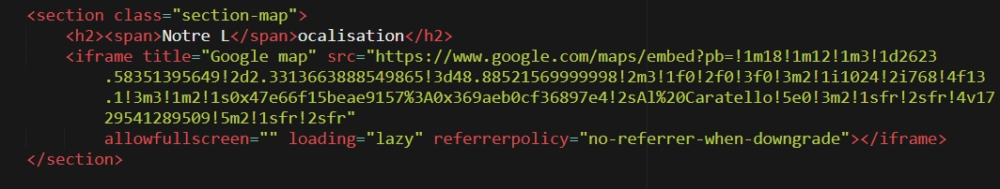 <section class="section-map">
<h2><span>Notre L</span>ocalisation</h2>
<iframe title="Google map" src="https://www.google.com/maps/embed?pb=!1m18!1m12!1m3!1d2623
.58351395649!2d2.3313663888549865!3d48.88521569999998!2m3!1f0!2f0!3f0!3m2!1i1024!2i768!4f13
.1!3m3!1m2!1s0x47e66f15beae9157%3A0x369aeb0cf36897e4!2sAl%20Caratello!5e0!3m2!1sfr!2sfr!4v17
29541289509!5m2!1sfr!2sfr"
allowfullscreen="" loading="lazy" referrerpolicy="no-referrer-when-downgrade"></iframe>
</section>